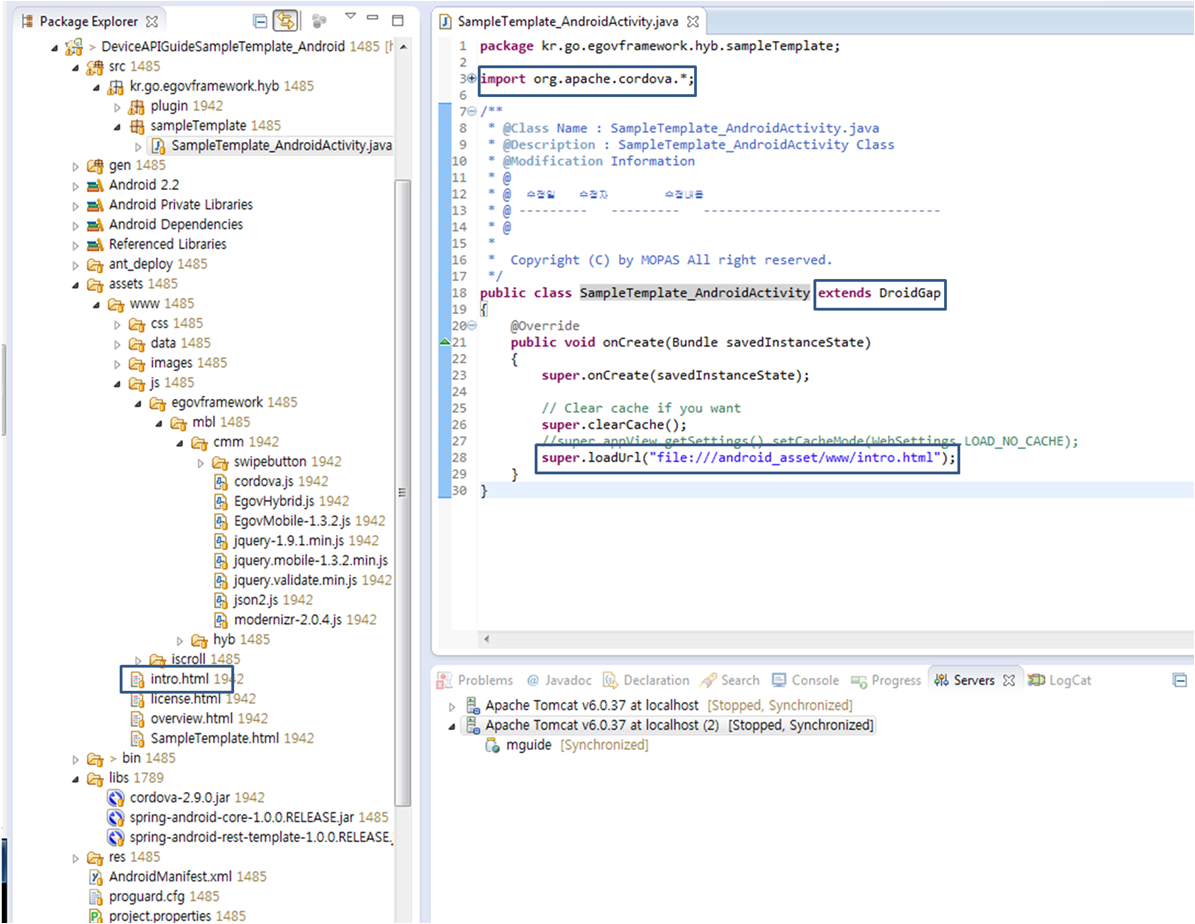 Package Explorer
> DeviceAPIGuideSampleTemplate_Android 1485 [h
src 1485
kr.go.egovframework.hyb 1485
plugin 1942
sampleTemplate 1485
SampleTemplate_AndroidActivity.java
gen 1485
Android 2.2
Android Private Libraries
Android Dependencies
Referenced Libraries
ant_deploy 1485
assets 1485
www 1485
css 1485
data 1485
images 1485
js 1485
egovframework 1485
mbl 1485
cmm 1942
swipebutton 1942
cordova.js 1942
EgovHybrid.js 1942
EgovMobile-1.3.2.js 1942
jquery-1.9.1.min.js 1942
jquery.mobile-1.3.2.min.js
jquery.validate.min.js 1942
json2.js 1942
modernizr-2.0.4.js 1942
hyb 1485
iscroll 1485
intro.html 1942
license.html 1942
overview.html 1942
SampleTemplate.html 1942
> bin 1485
libs 1789
cordova-2.9.0.jar 1942
spring-android-core-1.0.0.RELEASE.jar 1485
spring-android-rest-template-1.0.0.RELEASE.
res 1485
AndroidManifest.xml 1485
proguard.cfg 1485
project.properties 1485
SampleTemplate_AndroidActivity.java
1 package kr.go.egovframework.hyb.sampleTemplate;
2
3 import org.apache.cordova.*;
6
7 /**
8 * @Class Name : SampleTemplate_AndroidActivity.java
9 * @Description : SampleTemplate_AndroidActivity Class
10 * @Modification Information
11 * @
12 * @ 수정일 수정자 수정내용
13 * @ --------- --------- -------------------------------
14 * @
15 *
16 * Copyright (C) by MOPAS All right reserved.
17 */
18 public class SampleTemplate_AndroidActivity extends DroidGap
19 {
20 @Override
21 public void onCreate(Bundle savedInstanceState)
22 {
23 super.onCreate(savedInstanceState);
24
25 // Clear cache if you want
26 super.clearCache();
27 //super.appView.getSettings().setCacheMode(WebSettings.LOAD_NO_CACHE);
28 super.loadUrl("file:///android_asset/www/intro.html");
29 }
30 }
Problems @ Javadoc Declaration Search Console Progress Servers LogCat
Apache Tomcat v6.0.37 at localhost [Stopped, Synchronized]
Apache Tomcat v6.0.37 at localhost (2) [Stopped, Synchronized]
mguide [Synchronized]